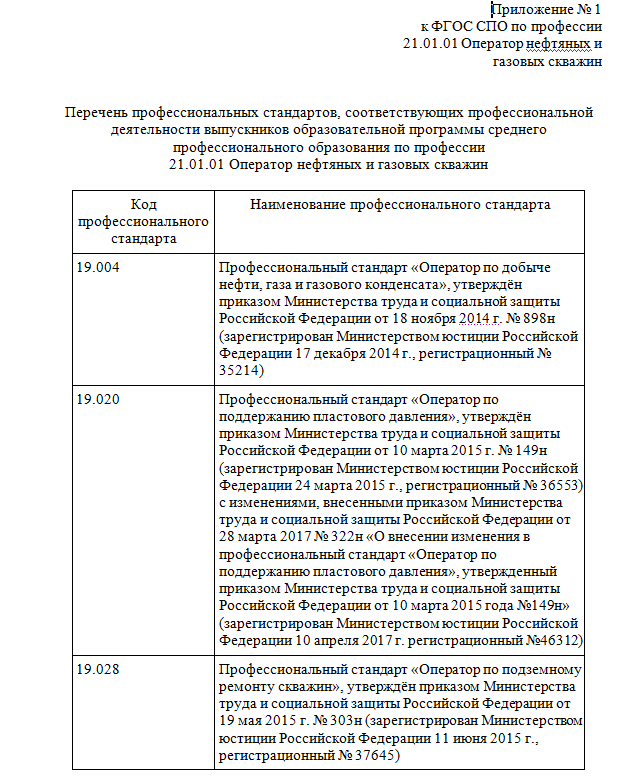 Приложение № 1
к ФГОС СПО по профессии
21.01.01 Оператор нефтяных и
газовых скважин
Перечень профессиональных стандартов, соответствующих профессиональной
деятельности выпускников образовательной программы среднего
профессионального образования по профессии
21.01.01 Оператор нефтяных и газовых скважин
Код
профессионального
стандарта
Наименование профессионального стандарта
19.004
Профессиональный стандарт «Оператор по добыче
нефти, газа и газового конденсата», утверждён
приказом Министерства труда и социальной защиты
Российской Федерации от 18 ноября 2014 г. № 898н
(зарегистрирован Министерством юстиции Российской
Федерации 17 декабря 2014 г., регистрационный №
35214)
19.020
Профессиональный стандарт «Оператор по
поддержанию пластового давления», утверждён
приказом Министерства труда и социальной защиты
Российской Федерации от 10 марта 2015 г. № 149н
(зарегистрирован Министерством юстиции Российской
Федерации 24 марта 2015 г., регистрационный № 36553)
с изменениями, внесенными приказом Министерства
труда и социальной защиты Российской Федерации от
28 марта 2017 № 322н «О внесении изменения в
профессиональный стандарт «Оператор по
поддержанию пластового давления», утвержденный
приказом Министерства труда и социальной защиты
Российской Федерации от 10 марта 2015 года №149н»
(зарегистрирован Министерством юстиции Российской
Федерации 10 апреля 2017 г. регистрационный №46312)
19.028
Профессиональный стандарт «Оператор по подземному
ремонту скважин», утверждён приказом Министерства
труда и социальной защиты Российской Федерации от
19 мая 2015 г. № 303н (зарегистрирован Министерством
юстиции Российской Федерации 11 июня 2015 г.,
регистрационный № 37645)